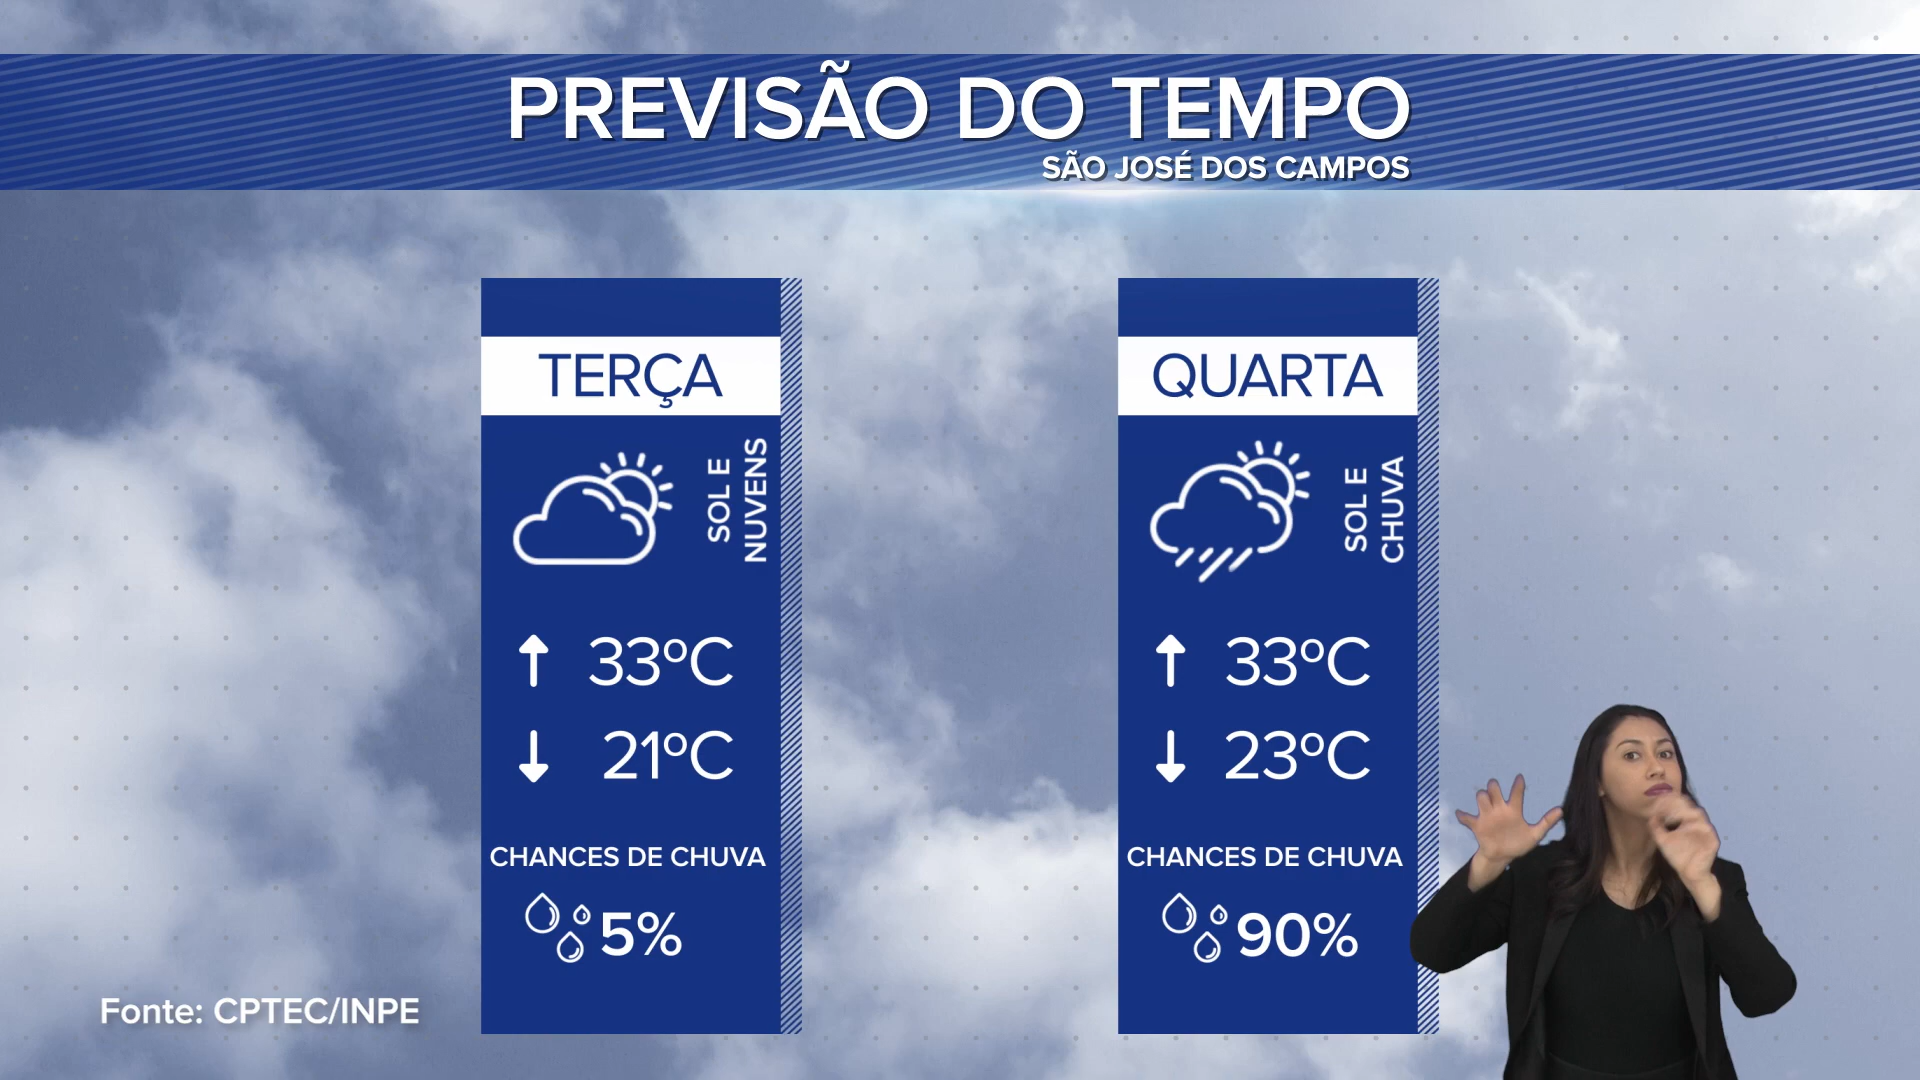 PREVISÃO DO TEMPO
SÃO JOSÉ DOS CAMPOS
TERÇA
SOL E
NUVENS
33ºC
21ºC
CHANCES DE CHUVA
5%
QUARTA
SOL E
CHUVA
33ºC
23ºC
CHANCES DE CHUVA
90%
Fonte: CPTEC/INPE